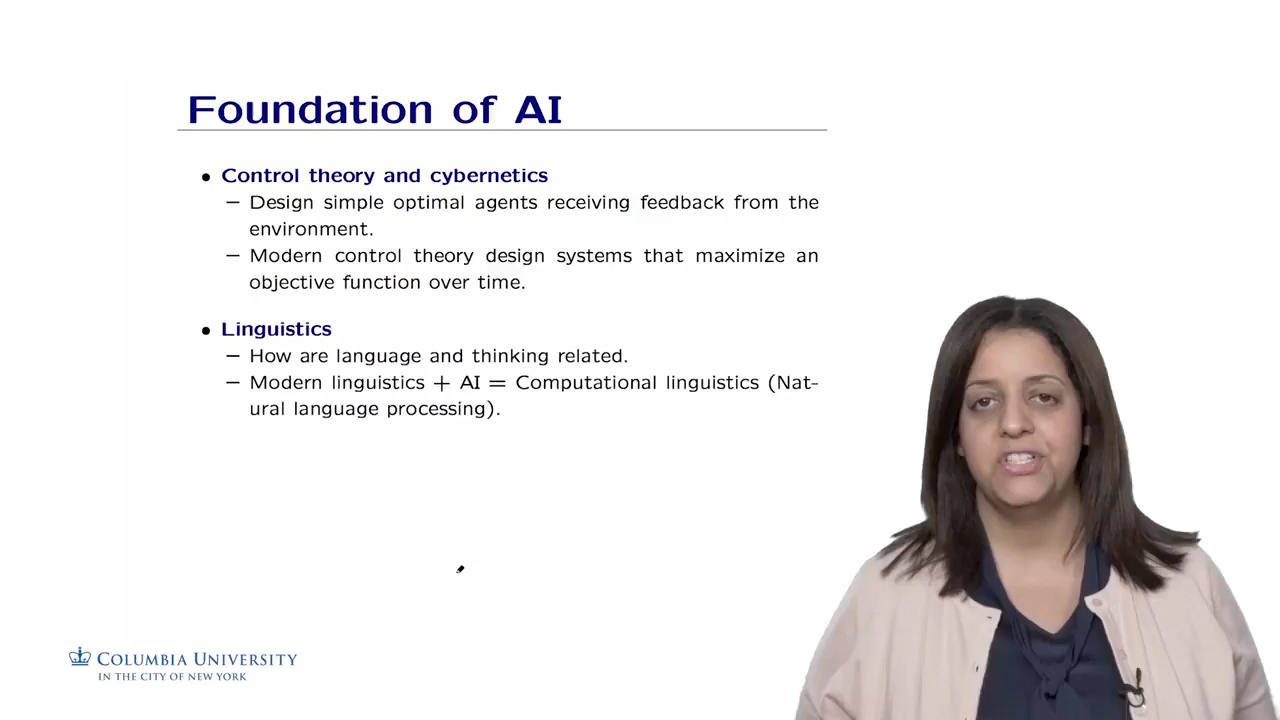 Foundation of AI
• Control theory and cybernetics
– Design simple optimal agents receiving feedback from the
environment.
– Modern control theory design systems that maximize an
objective function over time.
• Linguistics
– How are language and thinking related.
– Modern linguistics + AI = Computational linguistics (Nat-
ural language processing).
COLUMBIA UNIVERSITY
IN THE CITY OF NEW YORK